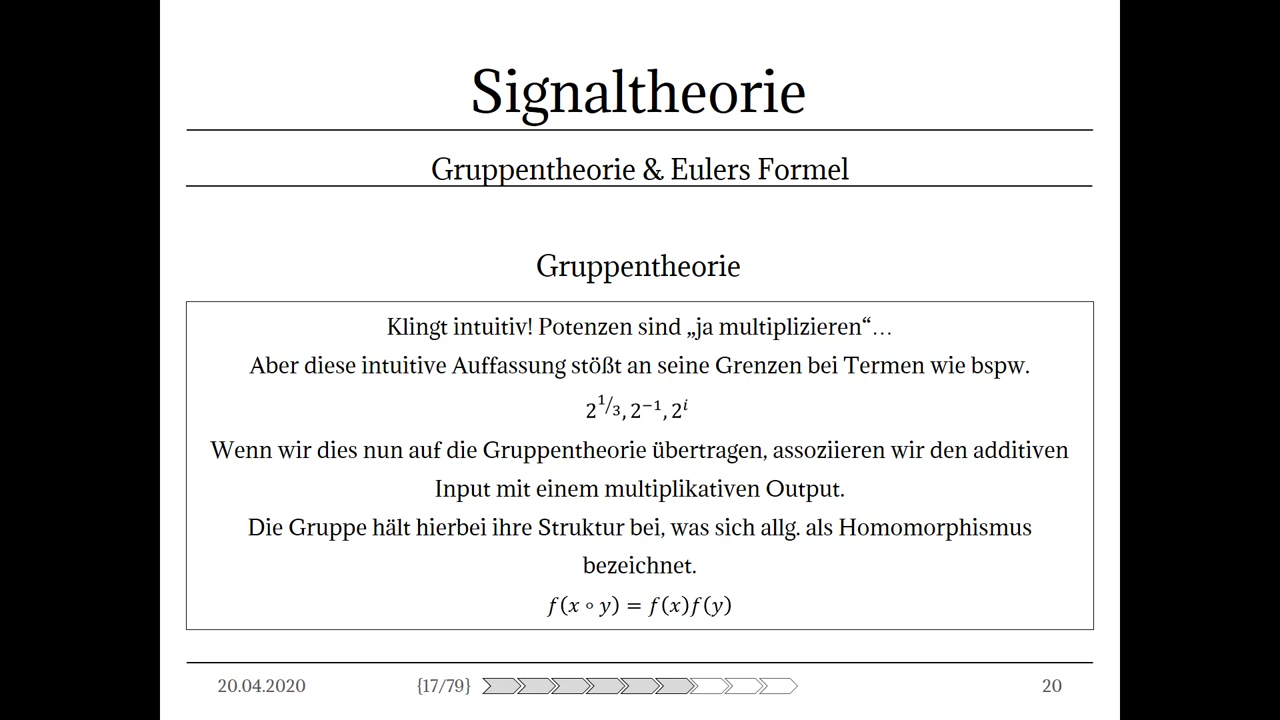 Signaltheorie
Gruppentheorie & Eulers Formel
Gruppentheorie
Klingt intuitiv! Potenzen sind „ja multiplizieren“…
Aber diese intuitive Auffassung stößt an seine Grenzen bei Termen wie bspw.
2^{1/3}, 2^{−1}, 2^{i}
Wenn wir dies nun auf die Gruppentheorie übertragen, assoziieren wir den additiven
Input mit einem multiplikativen Output.
Die Gruppe hält hierbei ihre Struktur bei, was sich allg. als Homomorphismus
bezeichnet.
f(x ∘ y) = f(x)f(y)
20.04.2020 {17/79} 20